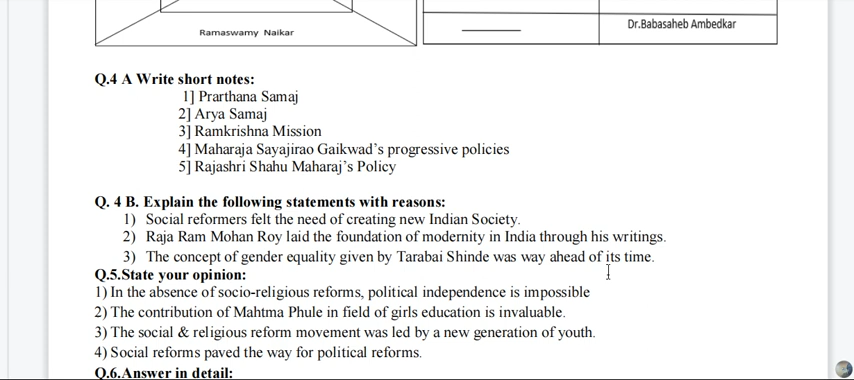 Ramaswamy Naikar
Dr.Babasaheb Ambedkar
Q.4 A Write short notes:
1] Prarthana Samaj
2] Arya Samaj
3] Ramkrishna Mission
4] Maharaja Sayajirao Gaikwad's progressive policies
5] Rajashri Shahu Maharaj's Policy
Q. 4 B. Explain the following statements with reasons:
1) Social reformers felt the need of creating new Indian Society.
2) Raja Ram Mohan Roy laid the foundation of modernity in India through his writings.
3) The concept of gender equality given by Tarabai Shinde was way ahead of its time.
Q.5.State your opinion:
1) In the absence of socio-religious reforms, political independence is impossible
2) The contribution of Mahtma Phule in field of girls education is invaluable.
3) The social & religious reform movement was led by a new generation of youth.
4) Social reforms paved the way for political reforms.
Q.6.Answer in detail: